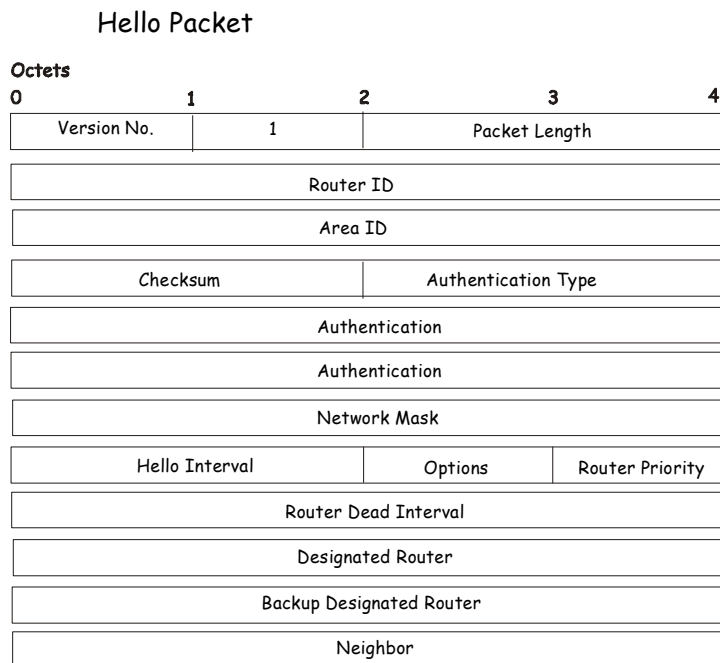 Hello Packet
Octets
0 1 2 3 4
Version No. 1 Packet Length
Router ID
Area ID
Checksum Authentication Type
Authentication
Authentication
Network Mask
Hello Interval Options Router Priority
Router Dead Interval
Designated Router
Backup Designated Router
Neighbor